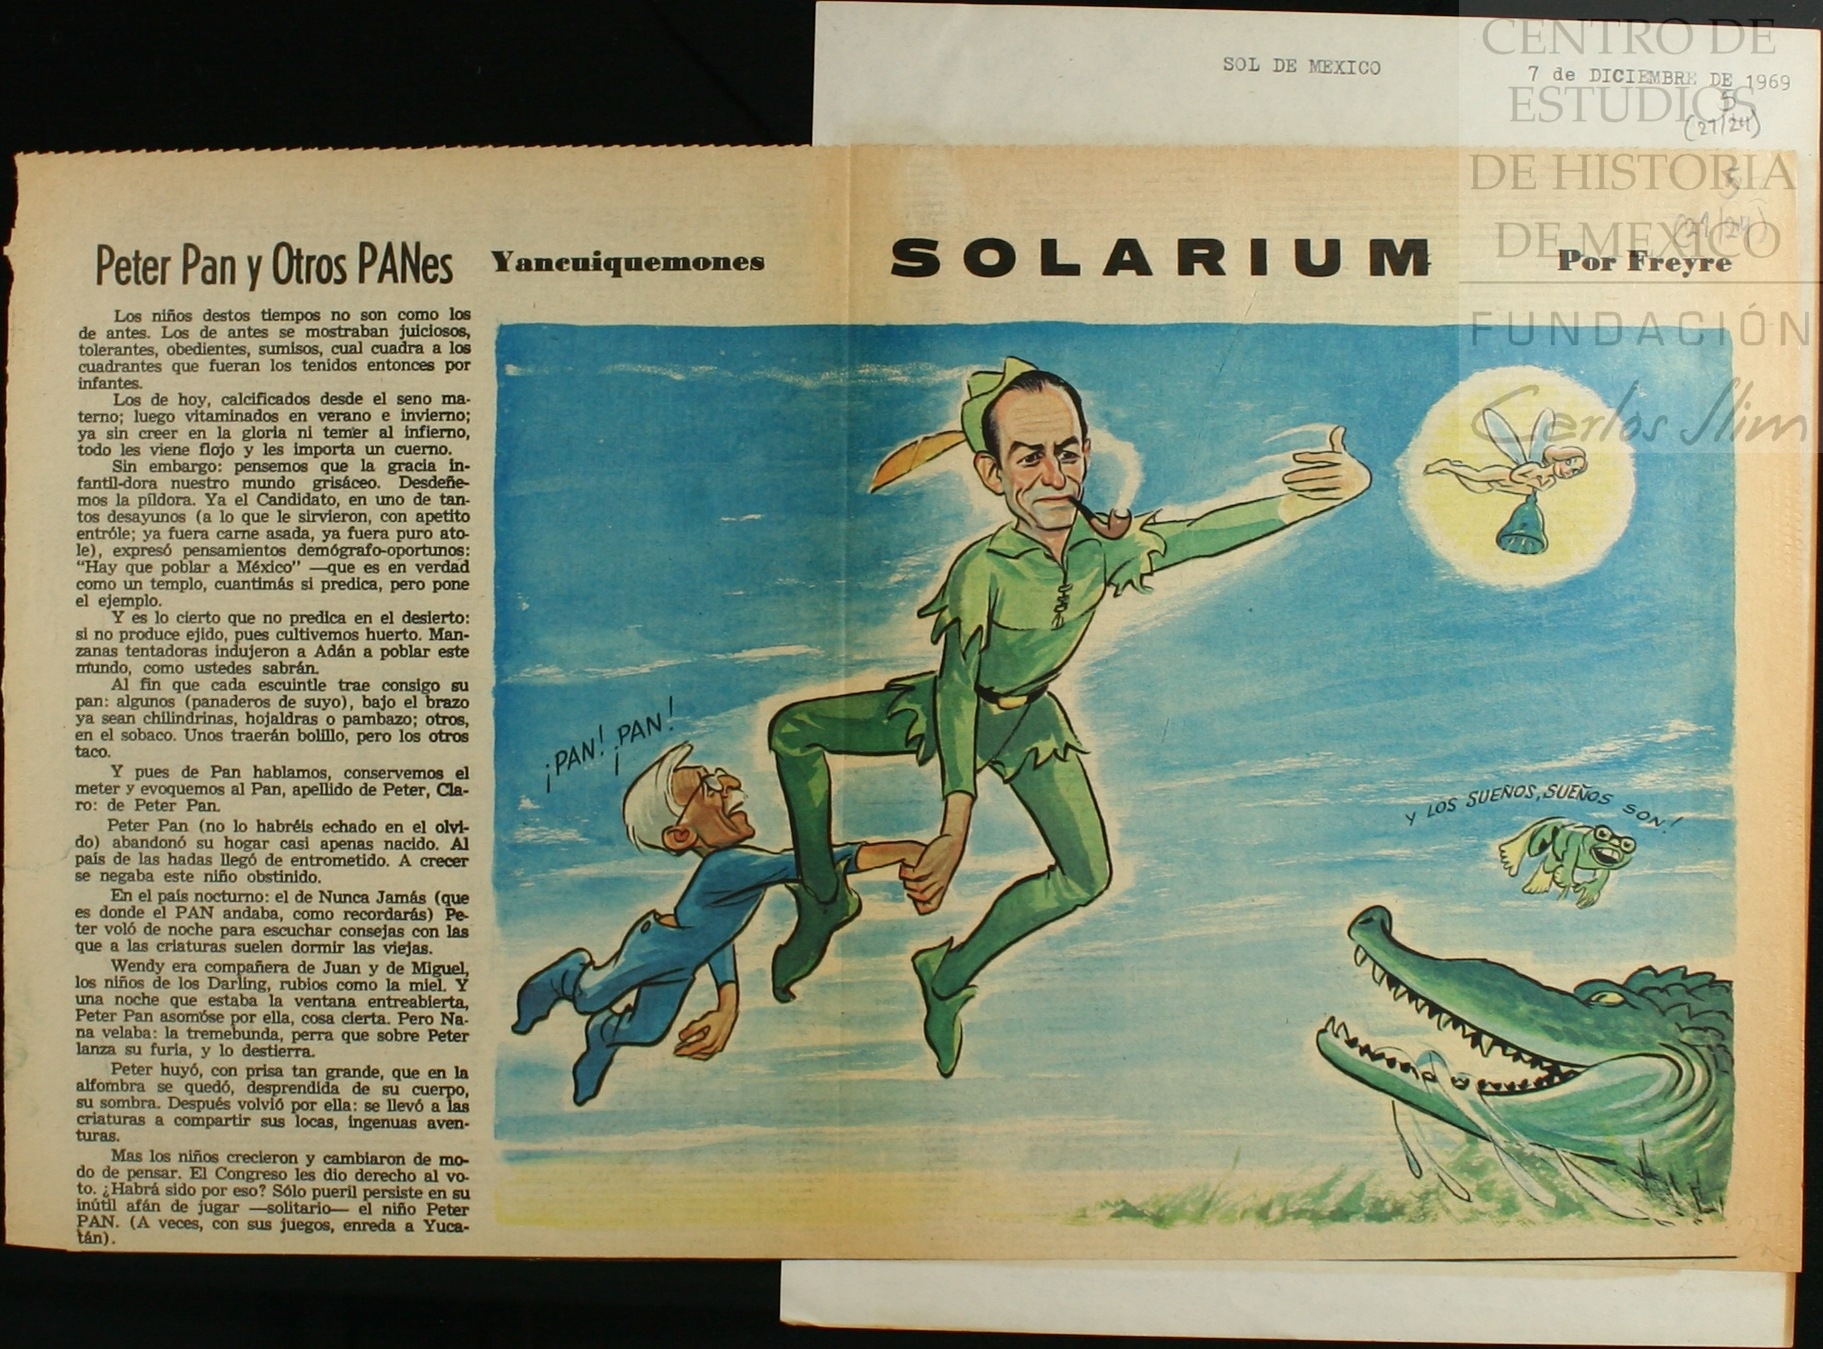 SOL DE MEXICO
7 de DICIEMBRE DE 1969
5
(27/24)
5
(27/24)
CENTRO DE
ESTUDIOS
DE HISTORIA
DE MEXICO
FUNDACIÓN
Carlos Slim
Peter Pan y Otros PANes
Yancuiquemones
SOLARIUM
Por Freyre
Los niños destos tiempos no son como los
de antes. Los de antes se mostraban juiciosos,
tolerantes, obedientes, sumisos, cual cuadra a los
cuadrantes que fueran los tenidos entonces por
infantes.
Los de hoy, calcificados desde el seno ma-
terno; luego vitaminados en verano e invierno;
ya sin creer en la gloria ni temer al infierno,
todo les viene flojo y les importa un cuerno.
Sin embargo: pensemos que la gracia in-
fantil-dora nuestro mundo grisáceo. Desdeñe-
mos la píldora. Ya el Candidato, en uno de tan-
tos desayunos (a lo que le sirvieron, con apetito
entróle; ya fuera carne asada, ya fuera puro ato-
le), expresó pensamientos demógrafo-oportunos:
“Hay que poblar a México” —que es en verdad
como un templo, cuantimás si predica, pero pone
el ejemplo.
Y es lo cierto que no predica en el desierto:
si no produce ejido, pues cultivemos huerto. Man-
zanas tentadoras indujeron a Adán a poblar este
mundo, como ustedes sabrán.
Al fin que cada escuintle trae consigo su
pan: algunos (panaderos de suyo), bajo el brazo
ya sean chilindrinas, hojaldras o pambazo; otros,
en el sobaco. Unos traerán bolillo, pero los otros
taco.
Y pues de Pan hablamos, conservemos el
meter y evoquemos al Pan, apellido de Peter, Cla-
ro: de Peter Pan.
Peter Pan (no lo habréis echado en el olvi-
do) abandonó su hogar casi apenas nacido. Al
país de las hadas llegó de entrometido. A crecer
se negaba este niño obstinido.
En el país nocturno: el de Nunca Jamás (que
es donde el PAN andaba, como recordarás) Pe-
ter voló de noche para escuchar consejas con las
que a las criaturas suelen dormir las viejas.
Wendy era compañera de Juan y de Miguel,
los niños de los Darling, rubios como la miel. Y
una noche que estaba la ventana entreabierta,
Peter Pan asomóse por ella, cosa cierta. Pero Na-
na velaba: la tremebunda, perra que sobre Peter
lanza su furia, y lo destierra.
Peter huyó, con prisa tan grande, que en la
alfombra se quedó, desprendida de su cuerpo,
su sombra. Después volvió por ella: se llevó a las
criaturas a compartir sus locas, ingenuas aven-
turas.
Mas los niños crecieron y cambiaron de mo-
do de pensar. El Congreso les dio derecho al vo-
to. ¿Habrá sido por eso? Sólo pueril persiste en su
inútil afán de jugar —solitario— el niño Peter
PAN. (A veces, con sus juegos, enreda a Yuca-
tán).
¡PAN! ¡PAN!
Y LOS SUEÑOS, SUEÑOS SON!